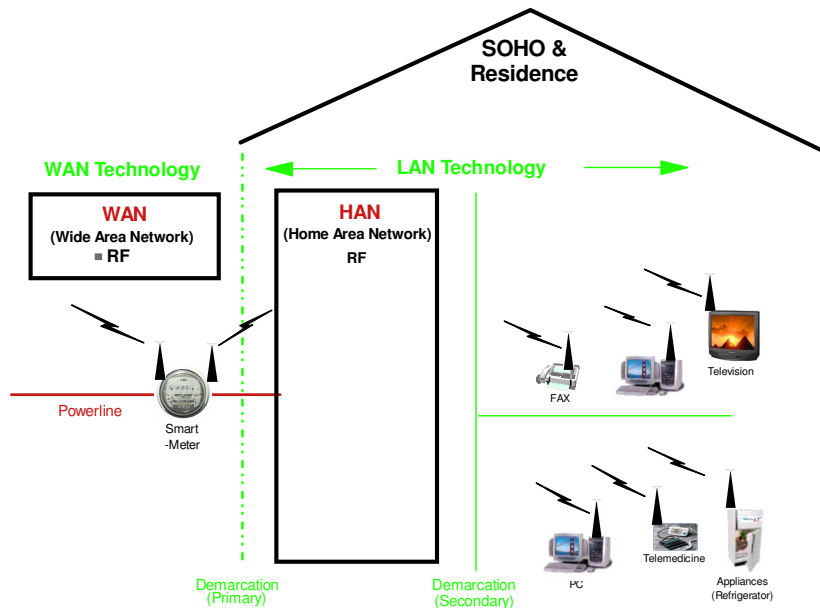 SOHO &
Residence
WAN Technology
LAN Technology
WAN
(Wide Area Network)
RF
HAN
(Home Area Network)
RF
Powerline
Smart
-Meter
FAX
Television
PC
Telemedicine
Appliances
(Refrigerator)
Demarcation
(Primary)
Demarcation
(Secondary)